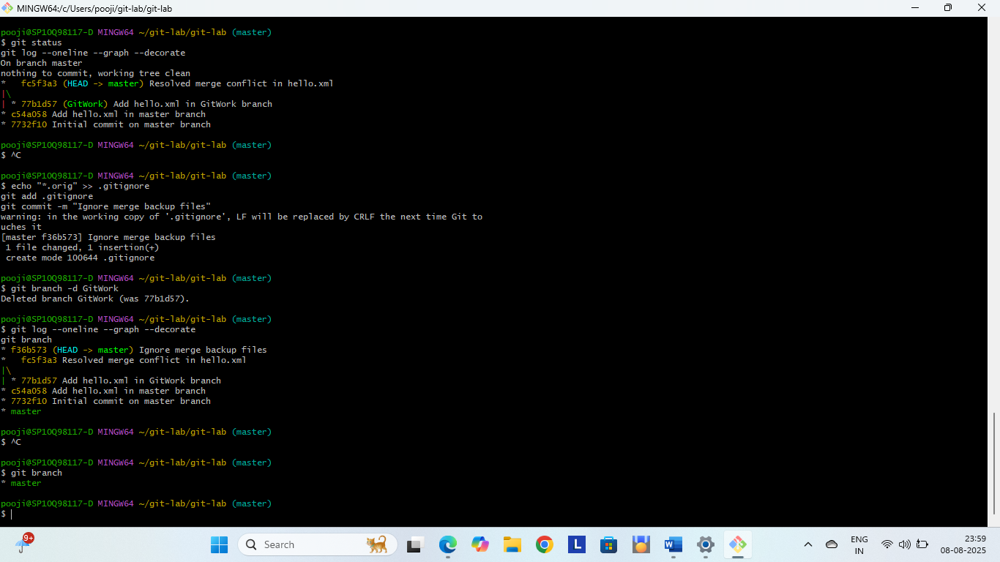 MINGW64:/c/Users/pooji/git-lab/git-lab
pooji@SP10Q98117-D MINGW64 ~/git-lab/git-lab (master)
$ git status
git log --oneline --graph --decorate
On branch master
nothing to commit, working tree clean
*   fc5f3a3 (HEAD -> master) Resolved merge conflict in hello.xml
|\
| * 77b1d57 (GitWork) Add hello.xml in GitWork branch
* c54a058 Add hello.xml in master branch
* 7732f10 Initial commit on master branch
pooji@SP10Q98117-D MINGW64 ~/git-lab/git-lab (master)
$ ^C
pooji@SP10Q98117-D MINGW64 ~/git-lab/git-lab (master)
$ echo "*.orig" >> .gitignore
git add .gitignore
git commit -m "Ignore merge backup files"
warning: in the working copy of '.gitignore', LF will be replaced by CRLF the next time Git to
uches it
[master f36b573] Ignore merge backup files
 1 file changed, 1 insertion(+)
 create mode 100644 .gitignore
pooji@SP10Q98117-D MINGW64 ~/git-lab/git-lab (master)
$ git branch -d GitWork
Deleted branch GitWork (was 77b1d57).
pooji@SP10Q98117-D MINGW64 ~/git-lab/git-lab (master)
$ git log --oneline --graph --decorate
git branch
* f36b573 (HEAD -> master) Ignore merge backup files
*   fc5f3a3 Resolved merge conflict in hello.xml
|\
| * 77b1d57 Add hello.xml in GitWork branch
* c54a058 Add hello.xml in master branch
* 7732f10 Initial commit on master branch
* master
pooji@SP10Q98117-D MINGW64 ~/git-lab/git-lab (master)
$ ^C
pooji@SP10Q98117-D MINGW64 ~/git-lab/git-lab (master)
$ git branch
* master
pooji@SP10Q98117-D MINGW64 ~/git-lab/git-lab (master)
$
9+
Search
L
W
ENG
IN
23:59
08-08-2025